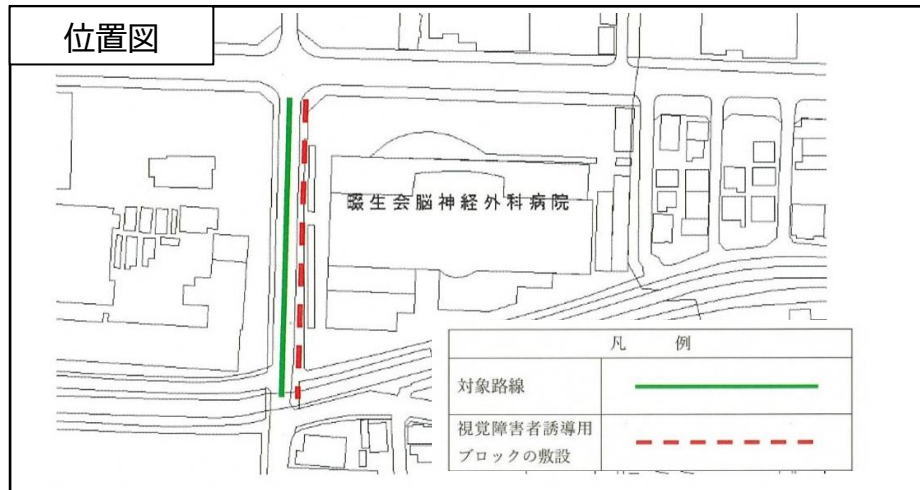 位置図
畷生会脳神経外科病院
凡例
対象路線
視覚障害者誘導用
ブロックの敷設